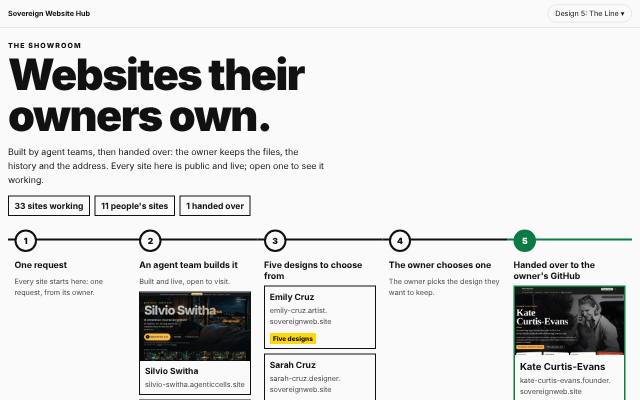 Sovereign Website Hub
Design 5: The Line ▾
THE SHOWROOM
Websites their
owners own.
Built by agent teams, then handed over: the owner keeps the files, the
history and the address. Every site here is public and live; open one to see it
working.
33 sites working
11 people's sites
1 handed over
1
2
3
4
5
One request
Every site starts here: one
request, from its owner.
An agent team builds it
Built and live, open to visit.
Silvio Switha
Silvio Switha
silvio-switha.agenticcells.site
Five designs to choose
from
Emily Cruz
emily-cruz.artist.
sovereignweb.site
Five designs
Sarah Cruz
sarah-cruz.designer.
sovereignweb.site
The owner chooses one
The owner picks the design they
want to keep.
Handed over to the
owner's GitHub
Kate
Curtis-Evans
Kate Curtis-Evans
kate-curtis-evans.founder.
sovereignweb.site